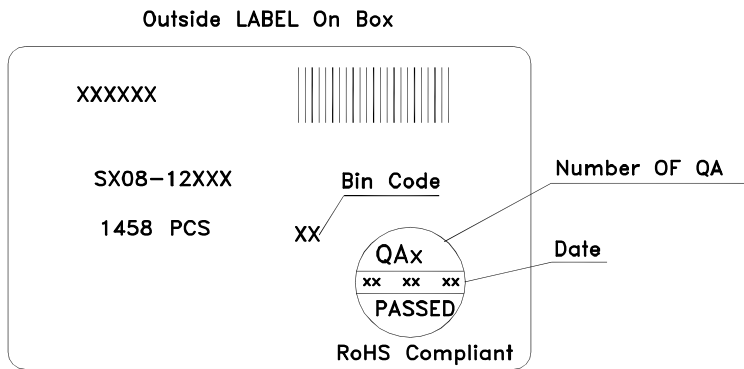 Outside LABEL On Box
XXXXXX
SX08-12XXX
Bin Code
Number OF QA
1458 PCS
XX
QAx
Date
xx xx xx
PASSED
RoHS Compliant